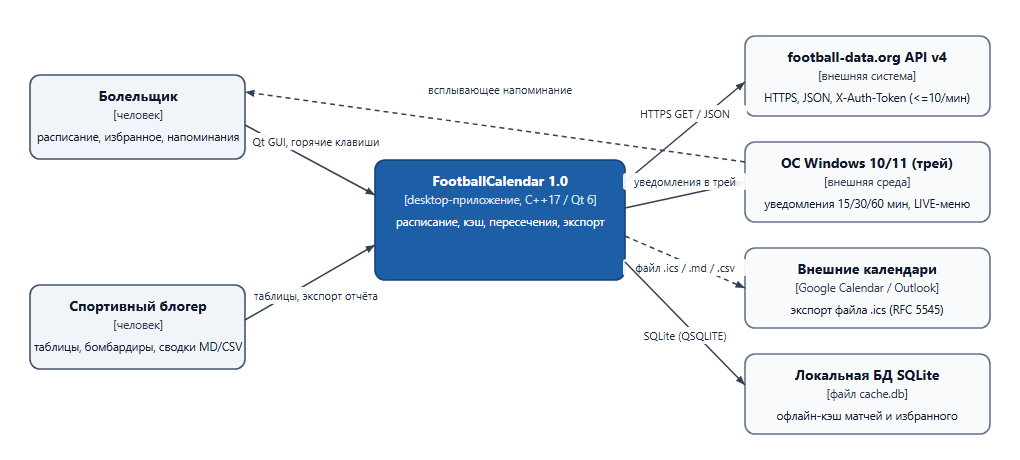 Болельщик
[человек]
расписание, избранное, напоминания
Спортивный блогер
[человек]
таблицы, бомбардиры, сводки MD/CSV
всплывающее напоминание
Qt GUI, горячие клавиши
таблицы, экспорт отчёта
FootballCalendar 1.0
[desktop-приложение, C++17 / Qt 6]
расписание, кэш, пересечения, экспорт
HTTPS GET / JSON
уведомления в трей
файл .ics / .md / .csv
SQLite (QSQLITE)
football-data.org API v4
[внешняя система]
HTTPS, JSON, X-Auth-Token (<=10/мин)
ОС Windows 10/11 (трей)
[внешняя среда]
уведомления 15/30/60 мин, LIVE-меню
Внешние календари
[Google Calendar / Outlook]
экспорт файла .ics (RFC 5545)
Локальная БД SQLite
[файл cache.db]
офлайн-кэш матчей и избранного